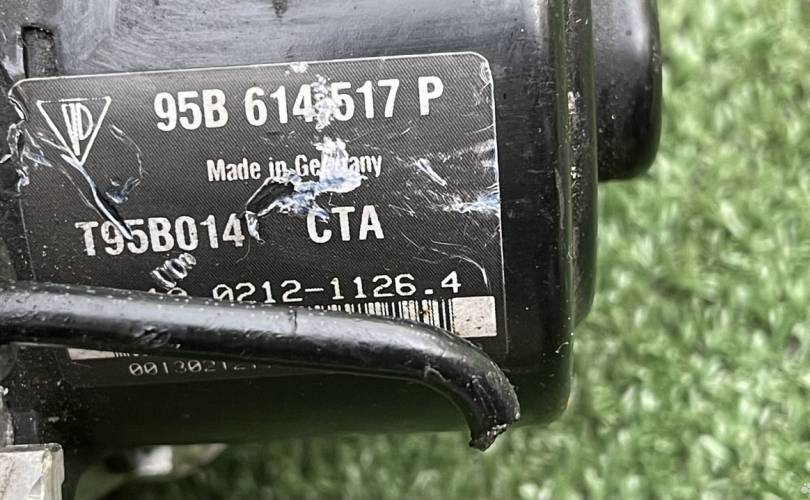 95B 614 517 P
Made in Germany
T95B014 CTA
0212-1126.4